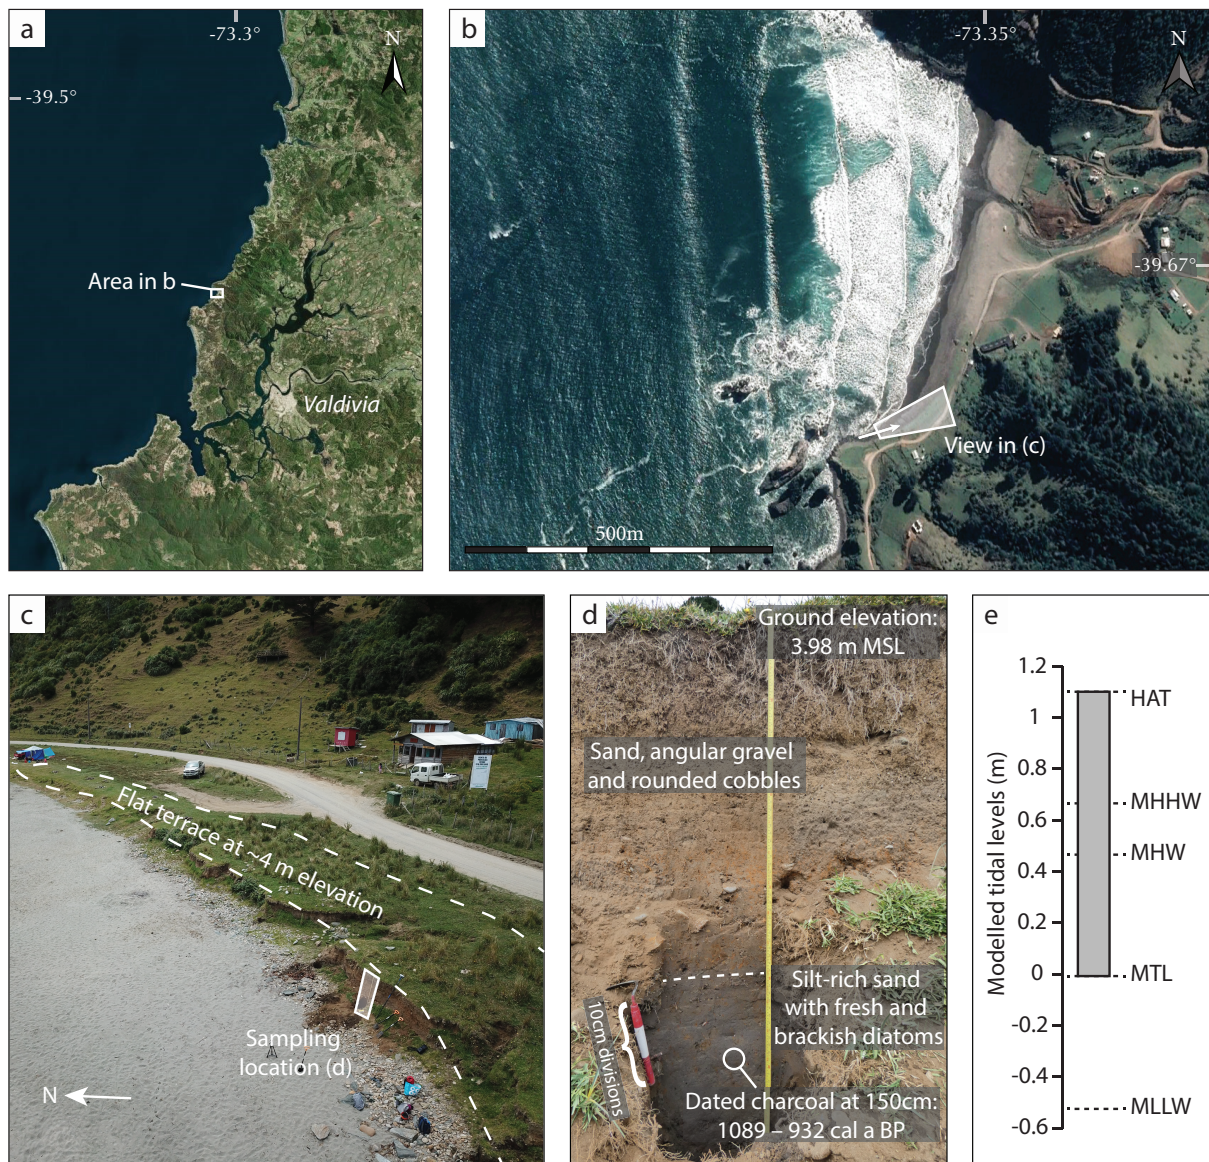 a
-73.3°
N
-39.5°
Area in b
Valdivia
b
-73.35°
N
-39.67°
View in (c)
500m
c
Flat terrace at ~4 m elevation
Sampling
location (d)
N
d
Ground elevation:
3.98 m MSL
Sand, angular gravel
and rounded cobbles
Silt-rich sand
with fresh and
brackish diatoms
10cm divisions
Dated charcoal at 150cm:
1089 – 932 cal a BP
e
Modelled tidal levels (m)
1.2
1
0.8
0.6
0.4
0.2
0
-0.2
-0.4
-0.6
HAT
MHHW
MHW
MTL
MLLW